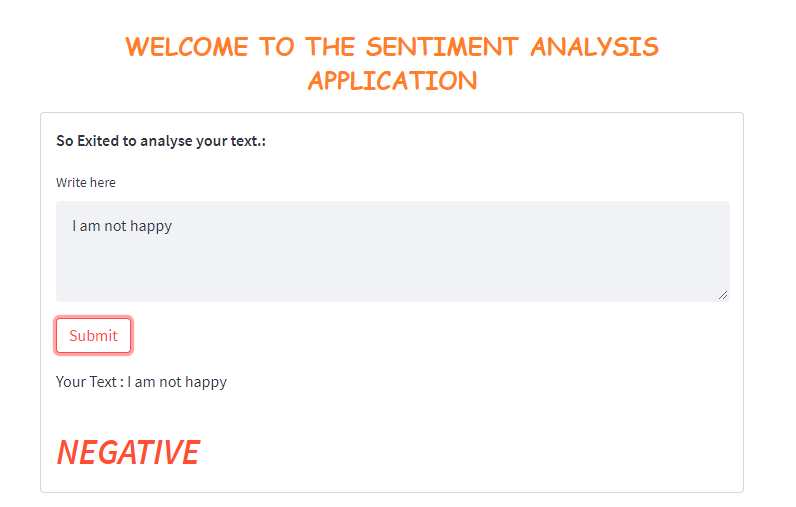 WELCOME TO THE SENTIMENT ANALYSIS
APPLICATION
So Exited to analyse your text.:
Write here
I am not happy
Submit
Your Text : I am not happy
NEGATIVE